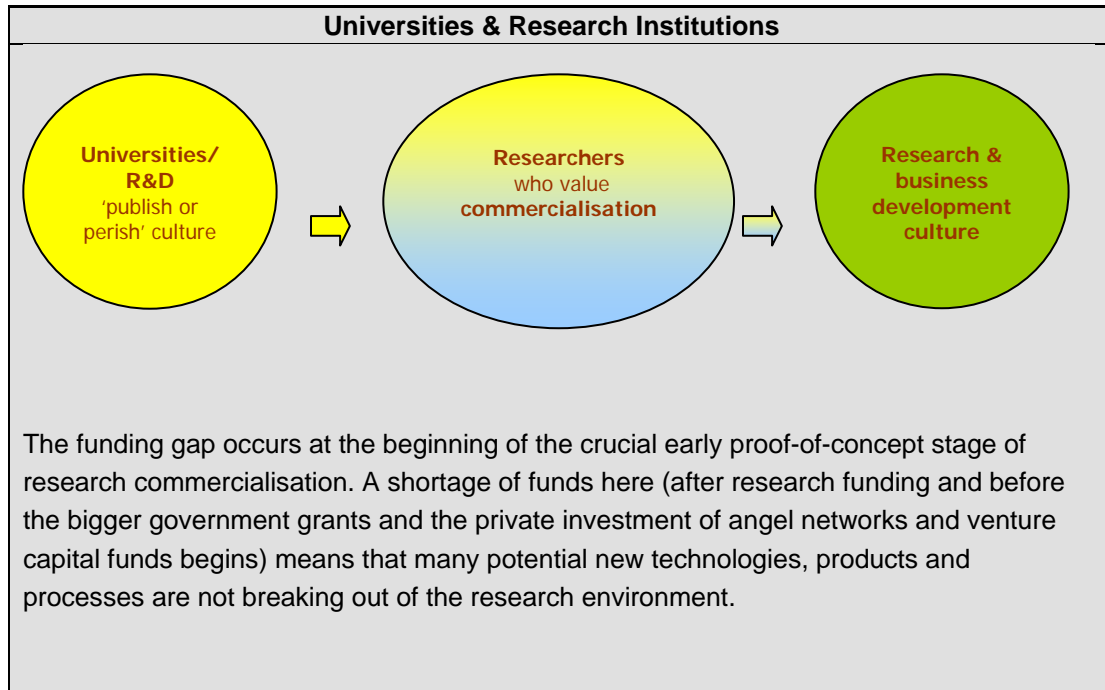 Universities & Research Institutions
Universities/
R&D
‘publish or
perish’ culture
Researchers
who value
commercialisation
Research &
business
development
culture
The funding gap occurs at the beginning of the crucial early proof-of-concept stage of
research commercialisation. A shortage of funds here (after research funding and before
the bigger government grants and the private investment of angel networks and venture
capital funds begins) means that many potential new technologies, products and
processes are not breaking out of the research environment.